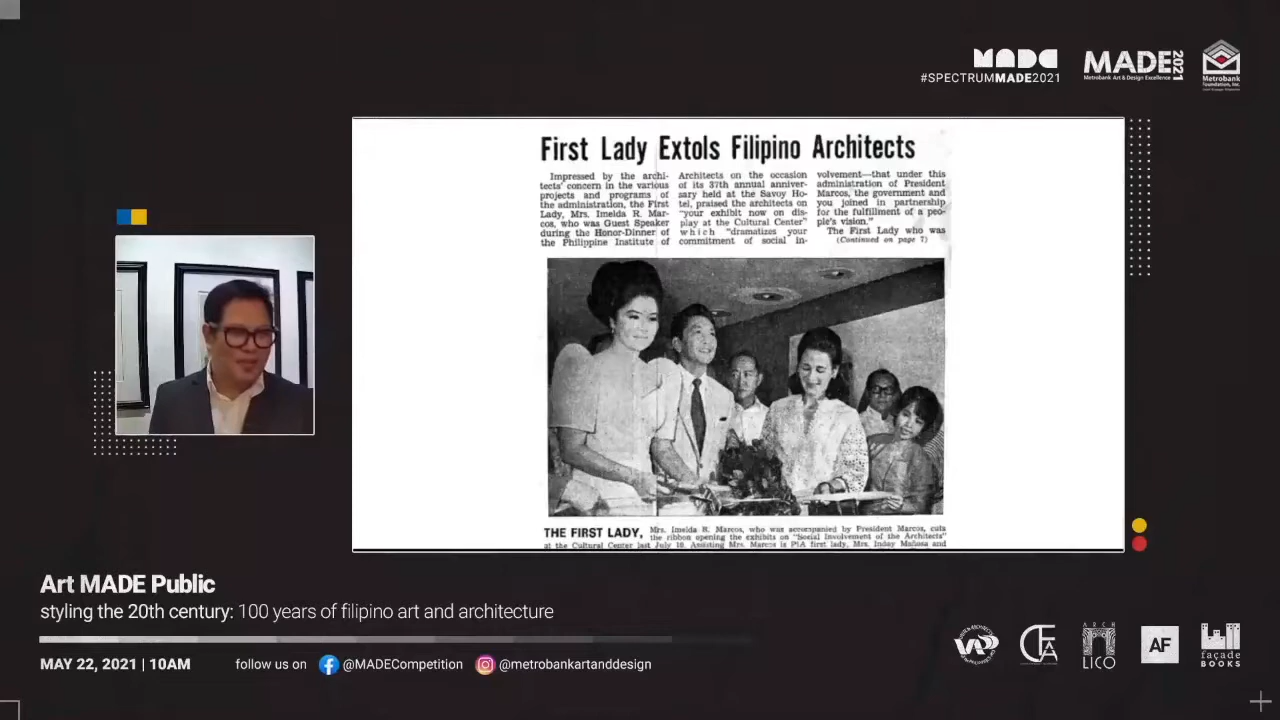 MADE
#SPECTRUMMADE2021
MADE 2021
Metrobank Art & Design Excellence
Metrobank
Foundation, Inc.
First Lady Extols Filipino Architects
Impressed by the archi-
tects' concern in the various
projects and programs of
the administration, the First
Lady, Mrs. Imelda R. Mar-
cos, who was Guest Speaker
during the Honor-Dinner of
the Philippine Institute of
Architects on the occasion
of its 37th annual anniver-
sary held at the Savoy Ho-
tel, praised the architects on
"your exhibit now on dis-
play at the Cultural Center"
which "dramatizes your
commitment of social in-
volvement—that under this
administration of President
Marcos, the government and
you joined in partnership
for the fulfillment of a peo-
ple's vision."
The First Lady who was
(Continued on page 7)
THE FIRST LADY, Mrs. Imelda R. Marcos, who was accompanied by President Marcos, cuts
the ribbon opening the exhibits on "Social Involvement of the Architects"
at the Cultural Center last July 10. Assisting Mrs. Marcos is PIA first lady, Mrs. Inday Mañosa and
Art MADE Public
styling the 20th century: 100 years of filipino art and architecture
MAY 22, 2021 | 10AM
follow us on @MADECompetition @metrobankartanddesign
ARCH
LICO
AF
façade
BOOKS